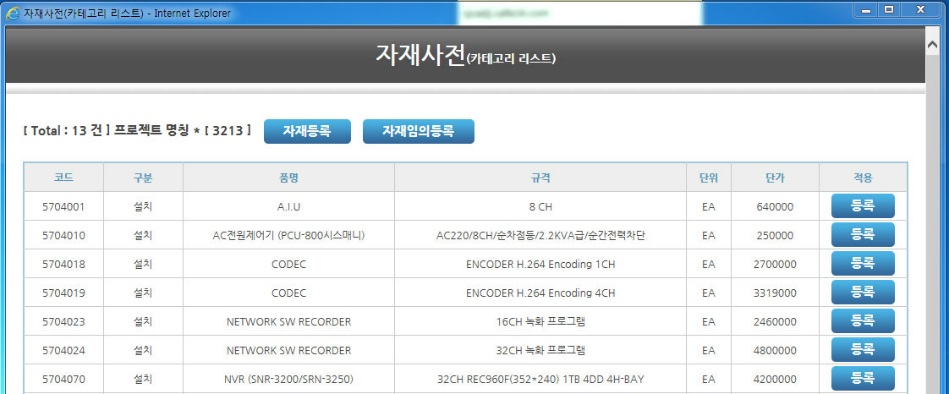 자재사전(카테고리 리스트) - Internet Explorer
자재사전(카테고리 리스트)
[ Total : 13 건 ] 프로젝트 명칭 * [ 3213 ] 자재등록 자재임의등록
코드 구분 품명 규격 단위 단가 적용
5704001 설치 A.I.U 8 CH EA 640000 등록
5704010 설치 AC전원제어기 (PCU-800시스매니) AC220/8CH/순차점등/2.2KVA급/순간전력차단 EA 250000 등록
5704018 설치 CODEC ENCODER H.264 Encoding 1CH EA 2700000 등록
5704019 설치 CODEC ENCODER H.264 Encoding 4CH EA 3319000 등록
5704023 설치 NETWORK SW RECORDER 16CH 녹화 프로그램 EA 2460000 등록
5704024 설치 NETWORK SW RECORDER 32CH 녹화 프로그램 EA 4800000 등록
5704070 설치 NVR (SNR-3200/SRN-3250) 32CH REC960F(352*240) 1TB 4DD 4H-BAY EA 4200000 등록